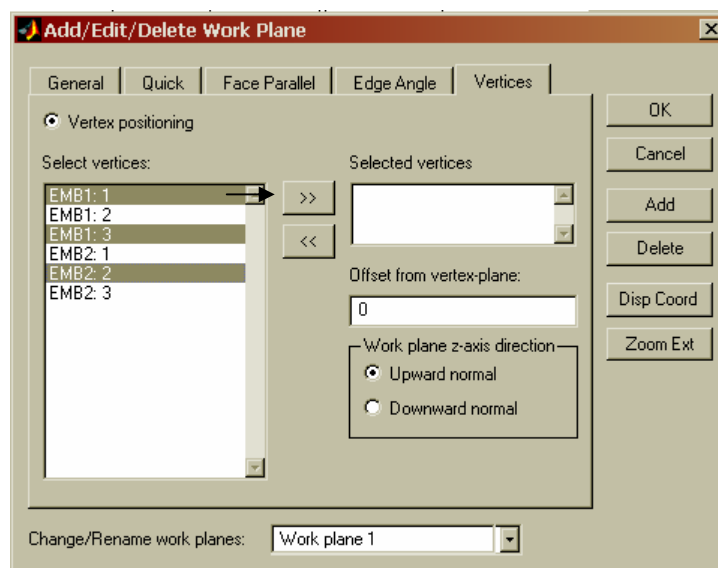 Add/Edit/Delete Work Plane
General Quick Face Parallel Edge Angle Vertices
Vertex positioning
Select vertices:
EMB1: 1
EMB1: 2
EMB1: 3
EMB2: 1
EMB2: 2
EMB2: 3
>>
<<
Selected vertices
Offset from vertex-plane:
0
Work plane z-axis direction
Upward normal
Downward normal
OK
Cancel
Add
Delete
Disp Coord
Zoom Ext
Change/Rename work planes: Work plane 1